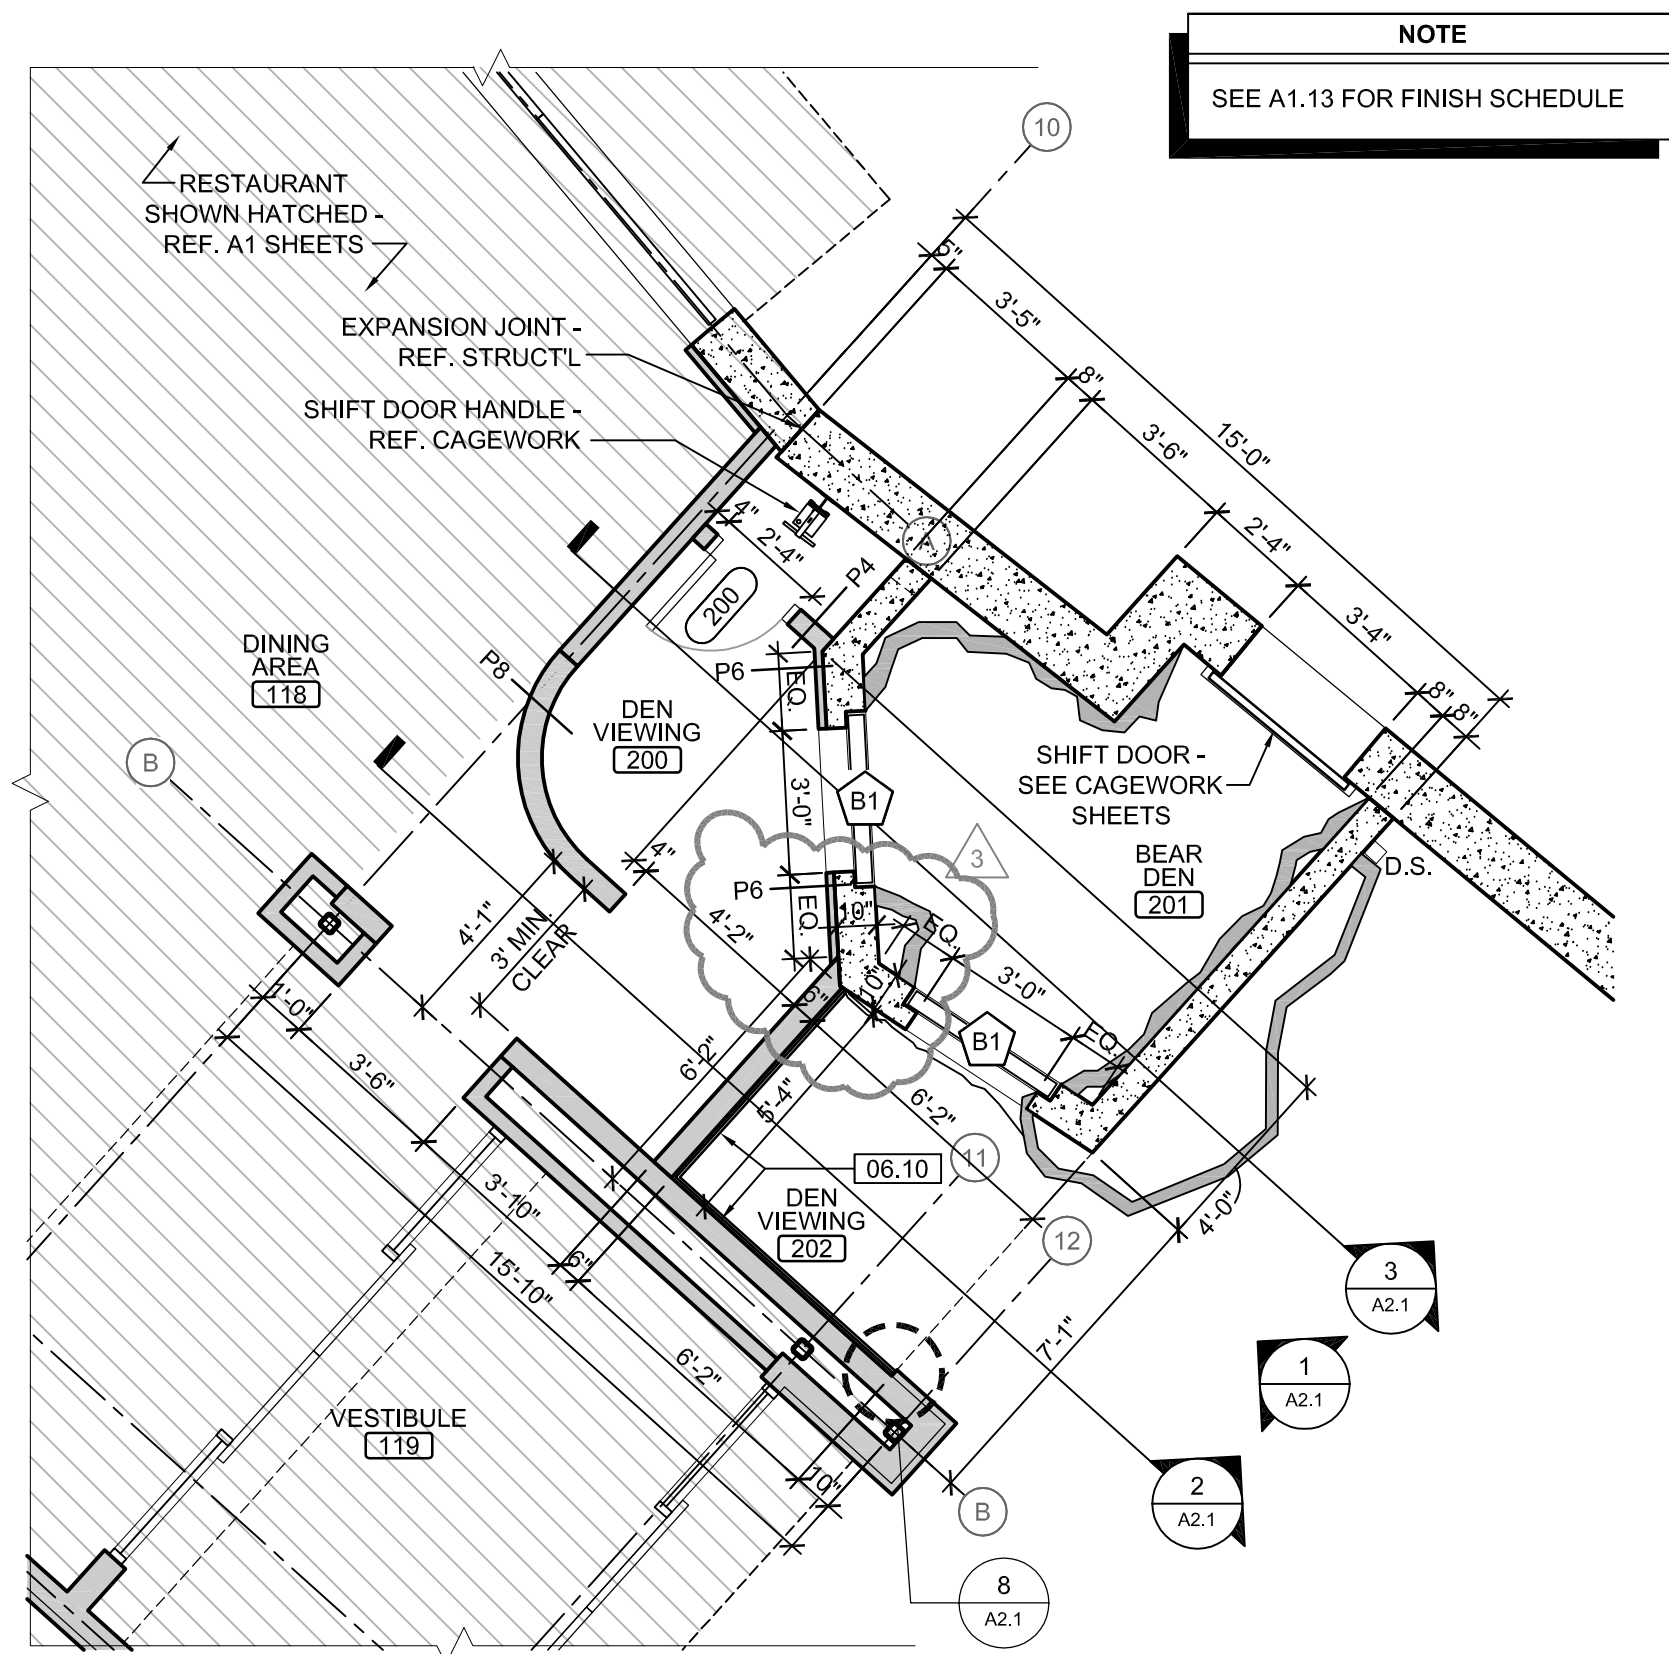 NOTE
SEE A1.13 FOR FINISH SCHEDULE
10
RESTAURANT
SHOWN HATCHED -
REF. A1 SHEETS
EXPANSION JOINT -
REF. STRUCT'L
SHIFT DOOR HANDLE -
REF. CAGEWORK
5"
3'-5"
8"
3'-6"
15'-0"
2'-4"
3'-4"
8"
8"
A
4"
2'-4"
P4
200
P8
P6
EQ.
DINING
AREA
118
DEN
VIEWING
200
B
3'-0"
B1
SHIFT DOOR -
SEE CAGEWORK
SHEETS
BEAR
DEN
201
D.S.
3
4"
P6
EQ.
10"
EQ.
4'-2"
4'-1"
3' MIN.
CLEAR
6"
10"
3'-0"
B1
EQ.
1'-0"
3'-6"
6'-2"
5'-4"
6'-2"
06.10
11
DEN
VIEWING
202
12
4'-0"
3'-10"
6"
15'-10"
7'-1"
6'-2"
10"
VESTIBULE
119
B
3
A2.1
1
A2.1
2
A2.1
8
A2.1